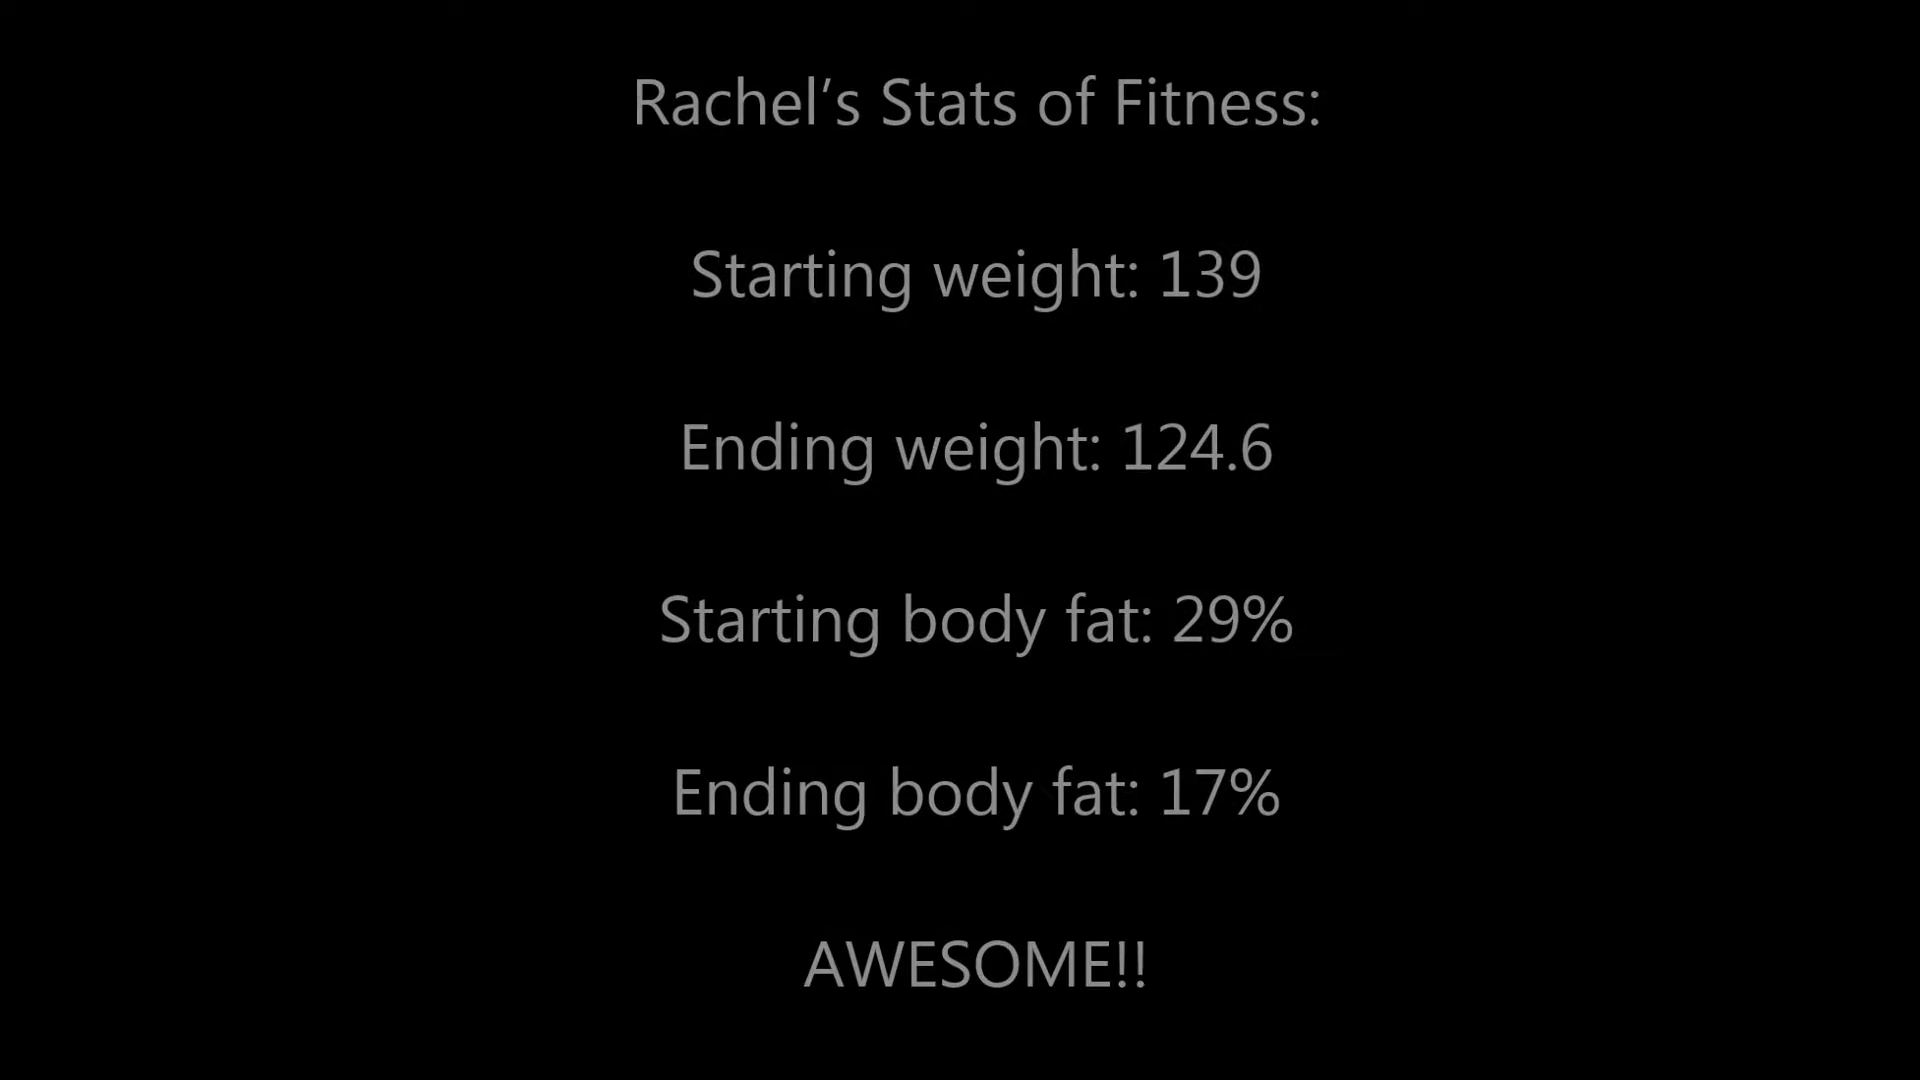 Rachel’s Stats of Fitness:
Starting weight: 139
Ending weight: 124.6
Starting body fat: 29%
Ending body fat: 17%
AWESOME!!